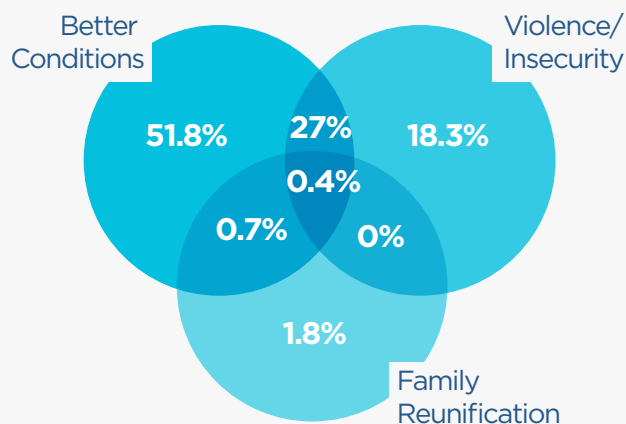 Better
Conditions
Violence/
Insecurity
51.8%
27%
18.3%
0.4%
0.7%
0%
1.8%
Family
Reunification